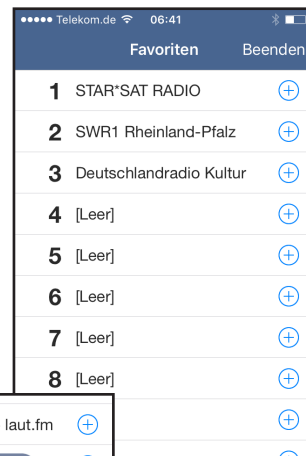 Telekom.de 06:41
Favoriten Beenden
1 STAR*SAT RADIO
2 SWR1 Rheinland-Pfalz
3 Deutschlandradio Kultur
4 [Leer]
5 [Leer]
6 [Leer]
7 [Leer]
8 [Leer]
laut.fm